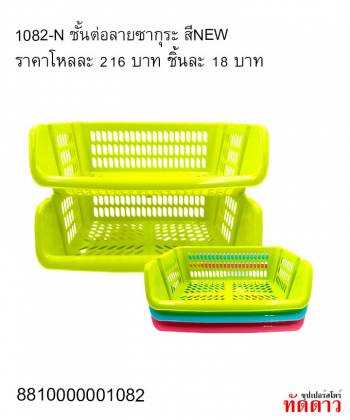 1082-N ชั้นต่อลายซากุระ สีNEW
ราคาโหลละ 216 บาท ชิ้นละ 18 บาท
8810000001082
ซุปเปอร์สโตร์
ทัดดาว